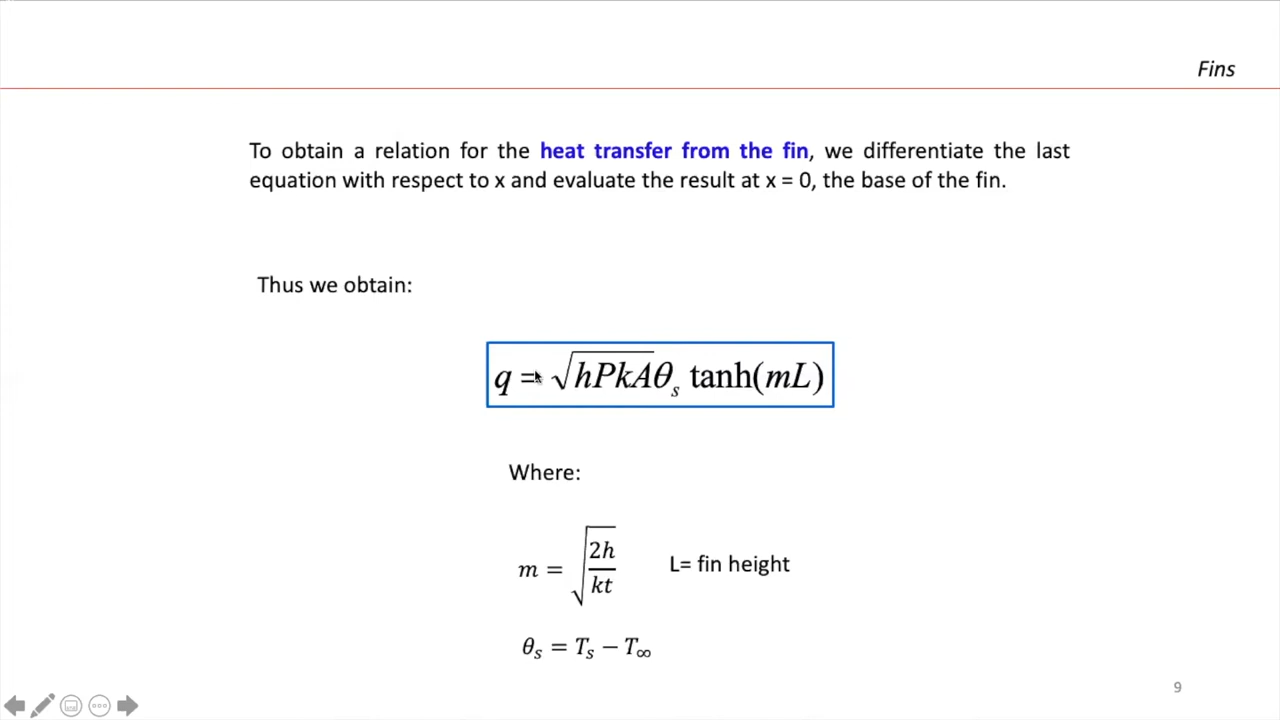 Fins
To obtain a relation for the heat transfer from the fin, we differentiate the last
equation with respect to x and evaluate the result at x = 0, the base of the fin.
Thus we obtain:
q = √hPkAθₛ tanh(mL)
Where:
m = √(2h/kt) L= fin height
θₛ = Tₛ − T∞
9